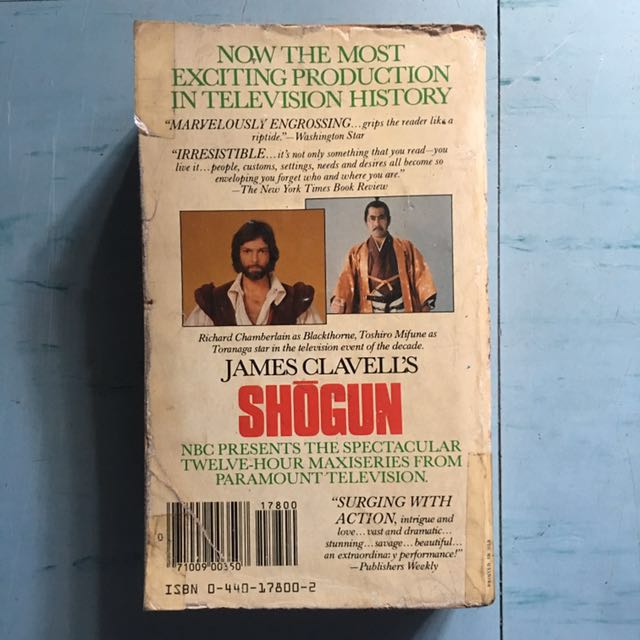 NOW THE MOST
EXCITING PRODUCTION
IN TELEVISION HISTORY
“MARVELOUSLY ENGROSSING...grips the reader like a
riptide.”—Washington Star
“IRRESISTIBLE...it's not only something that you read—you
live it...people, customs, settings, needs and desires all become so
enveloping you forget who and where you are.”
—The New York Times Book Review
Richard Chamberlain as Blackthorne, Toshiro Mifune as
Toranaga star in the television event of the decade.
JAMES CLAVELL'S
SHŌGUN
NBC PRESENTS THE SPECTACULAR
TWELVE-HOUR MAXISERIES FROM
PARAMOUNT TELEVISION.
17800
0
71009 00350
ISBN 0-440-17800-2
“SURGING WITH
ACTION, intrigue and
love...vast and dramatic...
stunning...savage...beautiful...
an extraordinary performance!”
—Publishers Weekly
PRINTED IN USA